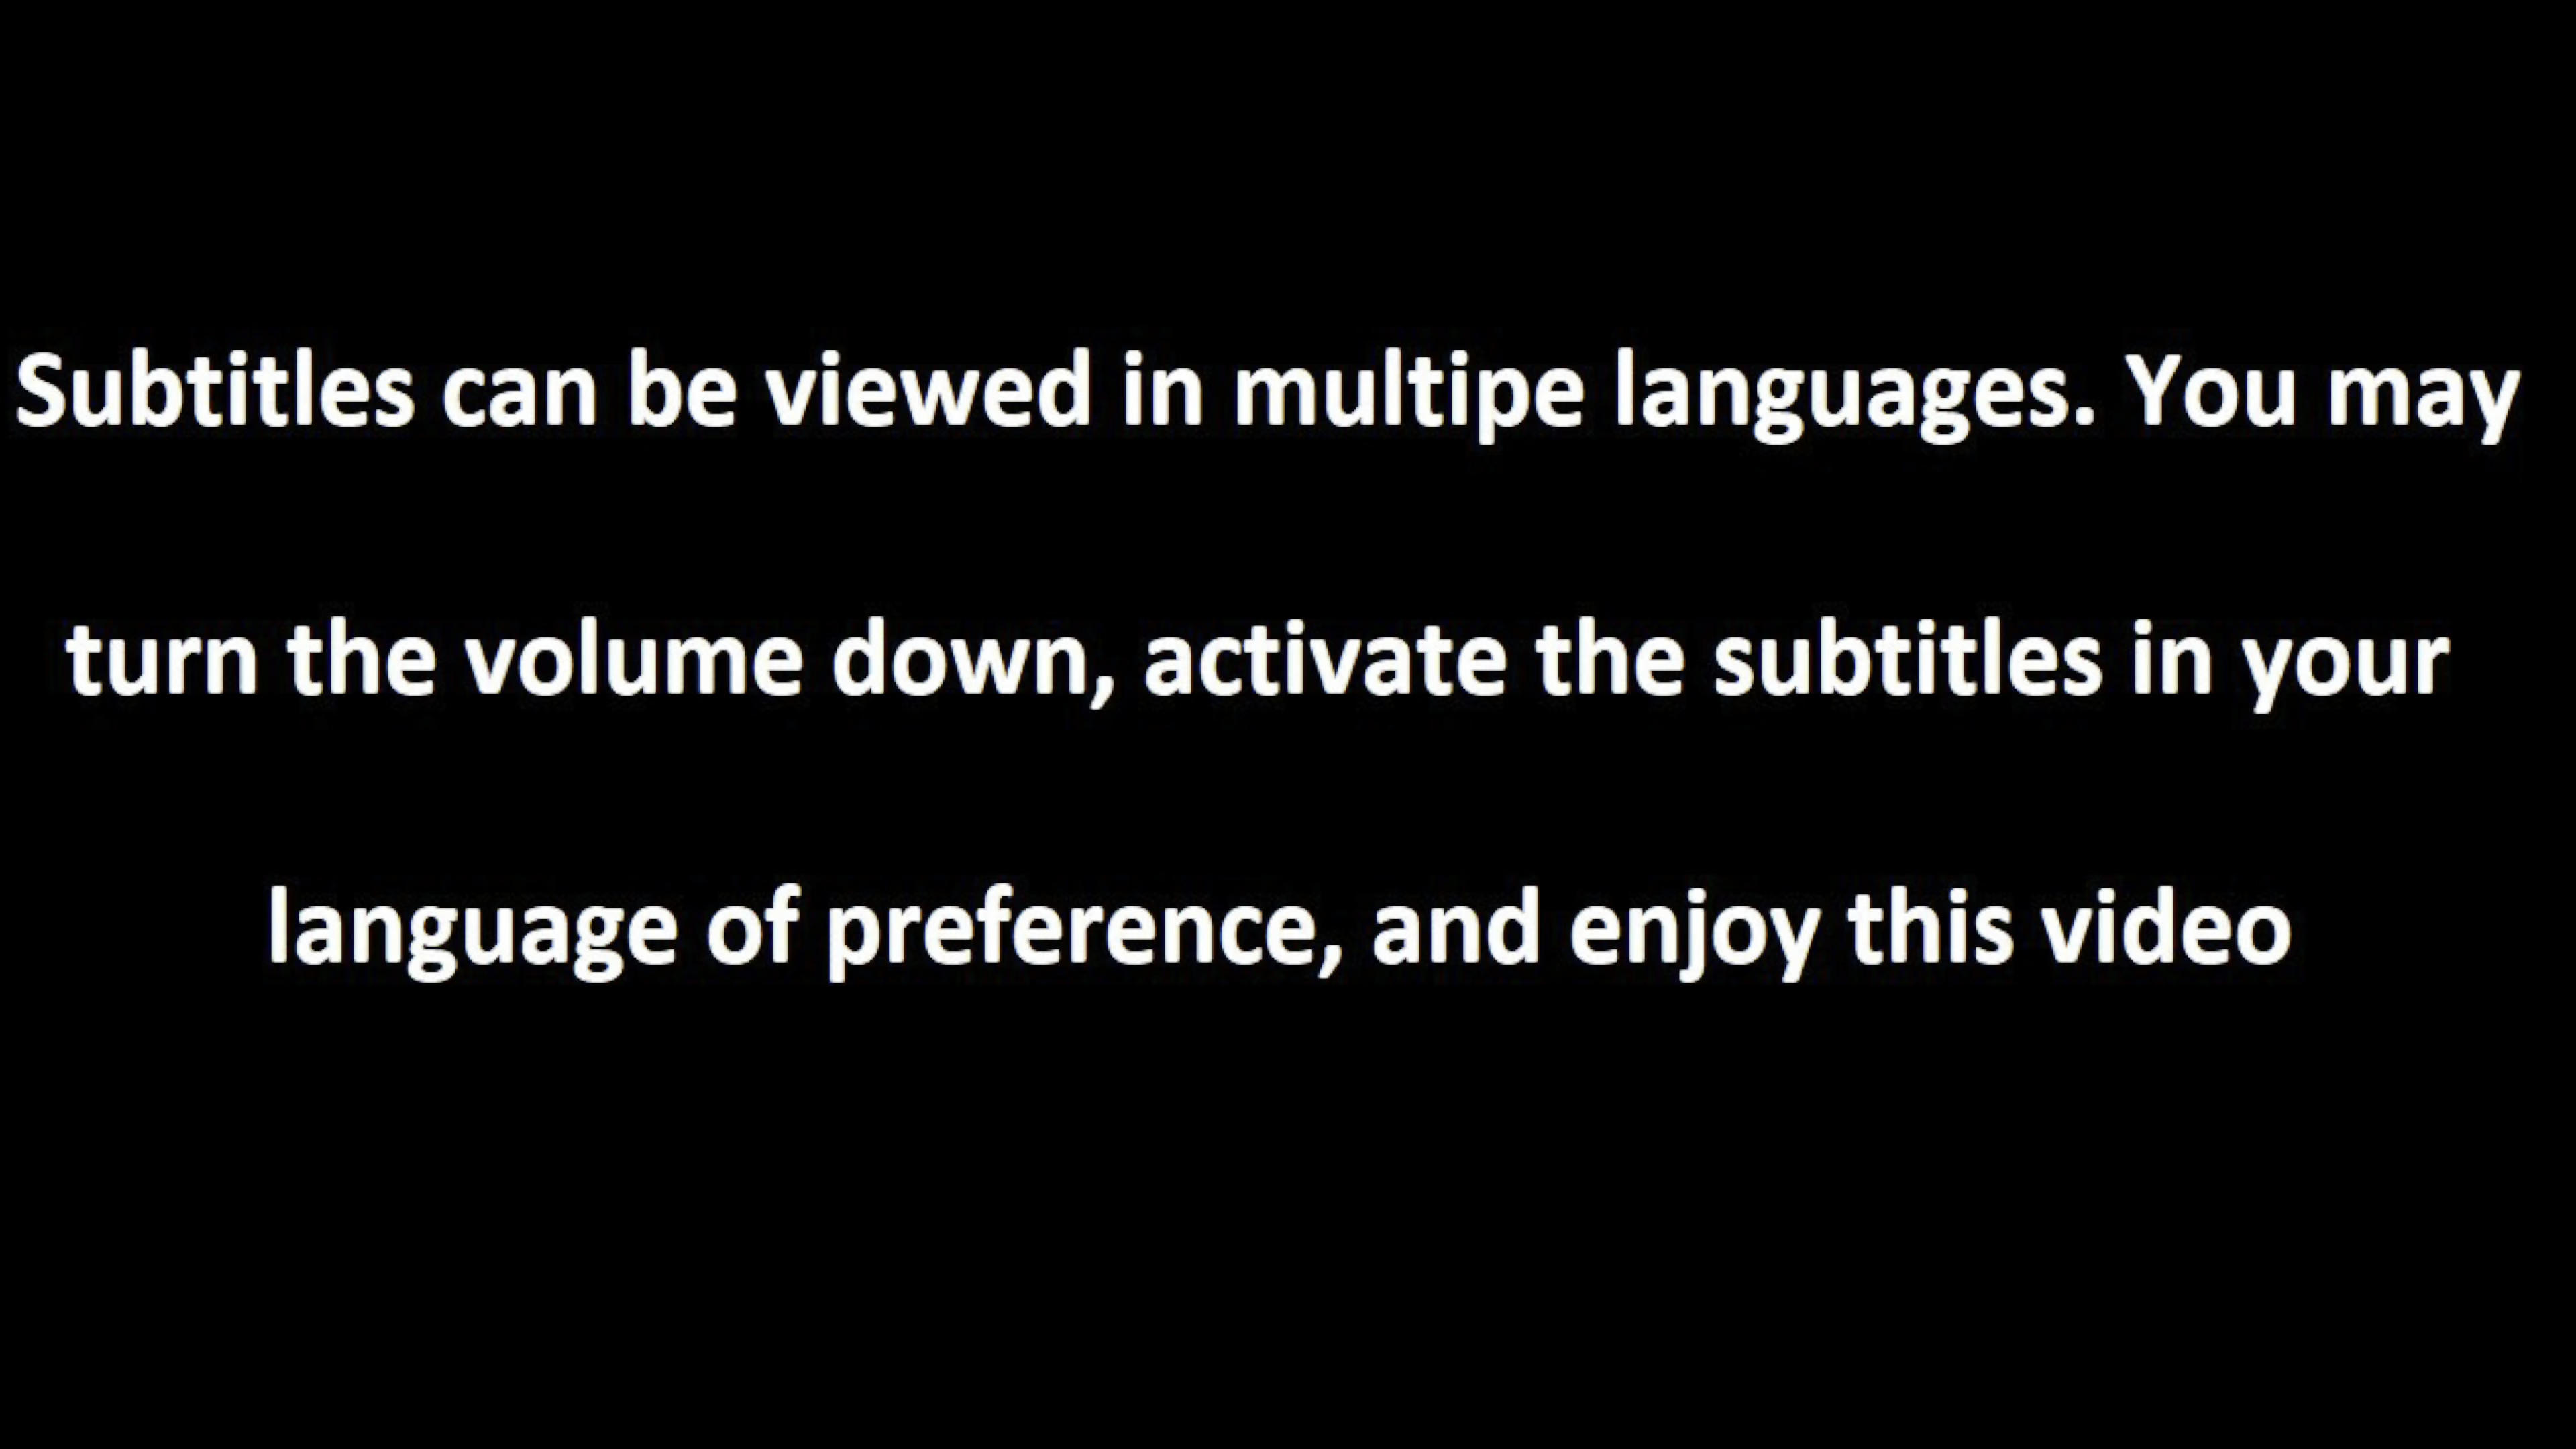 Subtitles can be viewed in multipe languages. You may
turn the volume down, activate the subtitles in your
language of preference, and enjoy this video